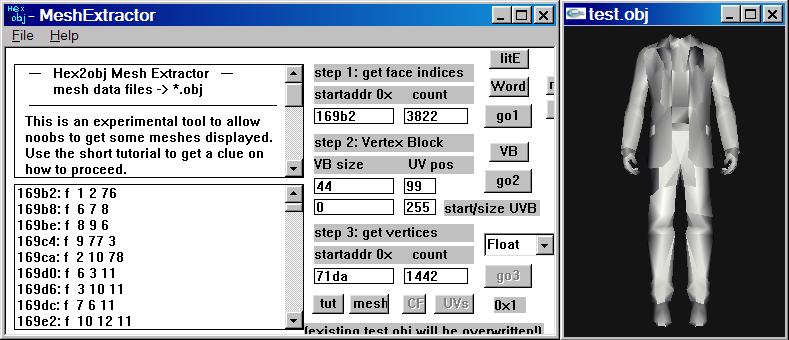 Hex obj - MeshExtractor
File Help
— Hex2obj Mesh Extractor —
mesh data files -> *.obj
This is an experimental tool to allow
noobs to get some meshes displayed.
Use the short tutorial to get a clue on
how to proceed.
169b2: f 1 2 76
169b8: f 6 7 8
169be: f 8 9 6
169c4: f 9 77 3
169ca: f 2 10 78
169d0: f 6 3 11
169d6: f 3 10 11
169dc: f 7 6 11
169e2: f 10 12 11
step 1: get face indices
startaddr 0x count
169b2 3822
step 2: Vertex Block
VB size UV pos
44 99
0 255 start/size UVB
step 3: get vertices
startaddr 0x count
71da 1442
tut mesh CF UVs
(existing test.obj will be overwritten!)
litE
Word
go1
VB
go2
Float
go3
0x1
test.obj